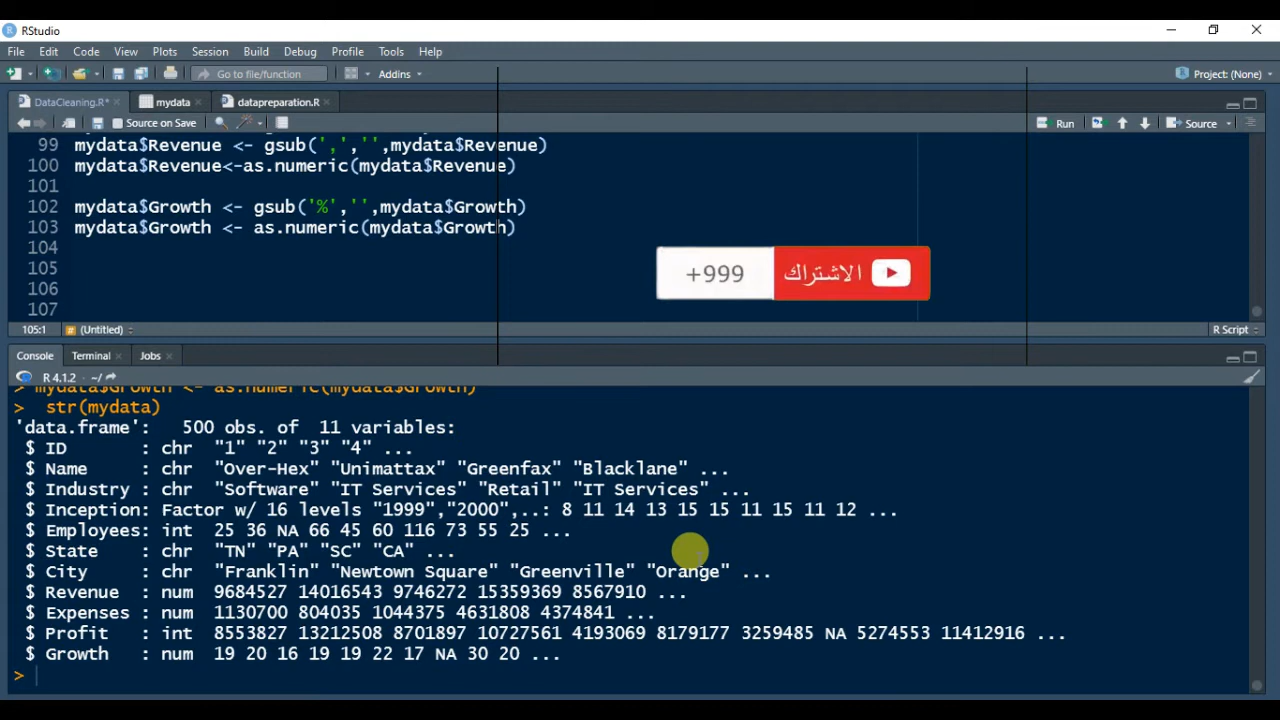 RStudio
File Edit Code View Plots Session Build Debug Profile Tools Help
Go to file/function Addins Project: (None)
DataCleaning.R* mydata datapreparation.R
Source on Save Run Source
99 mydata$Revenue <- gsub(',','',mydata$Revenue)
100 mydata$Revenue<-as.numeric(mydata$Revenue)
101
102 mydata$Growth <- gsub('%','',mydata$Growth)
103 mydata$Growth <- as.numeric(mydata$Growth)
104
105
+999 الاشتراك
106
107
105:1 (Untitled) R Script
Console Terminal Jobs
R 4.1.2 · ~/
> mydata$Growth <- as.numeric(mydata$Growth)
> str(mydata)
'data.frame': 500 obs. of 11 variables:
$ ID : chr "1" "2" "3" "4" ...
$ Name : chr "Over-Hex" "Unimattax" "Greenfax" "Blacklane" ...
$ Industry : chr "Software" "IT Services" "Retail" "IT Services" ...
$ Inception: Factor w/ 16 levels "1999","2000",..: 8 11 14 13 15 15 11 15 11 12 ...
$ Employees: int 25 36 NA 66 45 60 116 73 55 25 ...
$ State : chr "TN" "PA" "SC" "CA" ...
$ City : chr "Franklin" "Newtown Square" "Greenville" "Orange" ...
$ Revenue : num 9684527 14016543 9746272 15359369 8567910 ...
$ Expenses : num 1130700 804035 1044375 4631808 4374841 ...
$ Profit : int 8553827 13212508 8701897 10727561 4193069 8179177 3259485 NA 5274553 11412916 ...
$ Growth : num 19 20 16 19 19 22 17 NA 30 20 ...
>